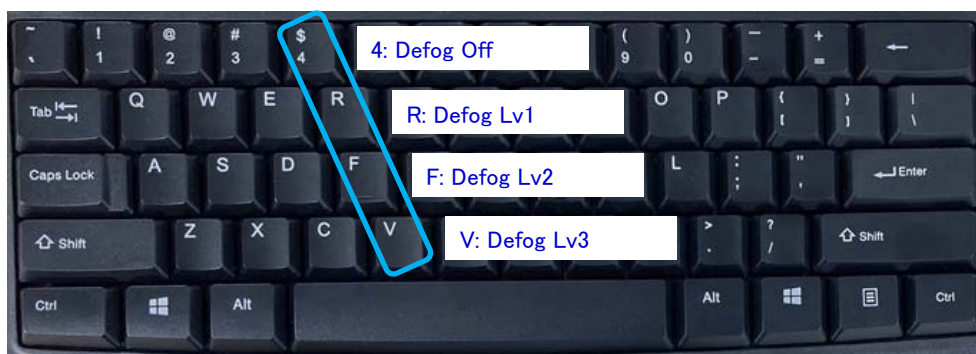 ~ ! @ # $ 4: Defog Off ( ) — + ←
` 1 2 3 4 9 0 – =
Tab Q W E R R: Defog Lv1 O P { } |
[ ] \
Caps Lock A S D F F: Defog Lv2 L : " Enter
; '
Shift Z X C V V: Defog Lv3 > ? Shift
. /
Ctrl Alt Alt Ctrl